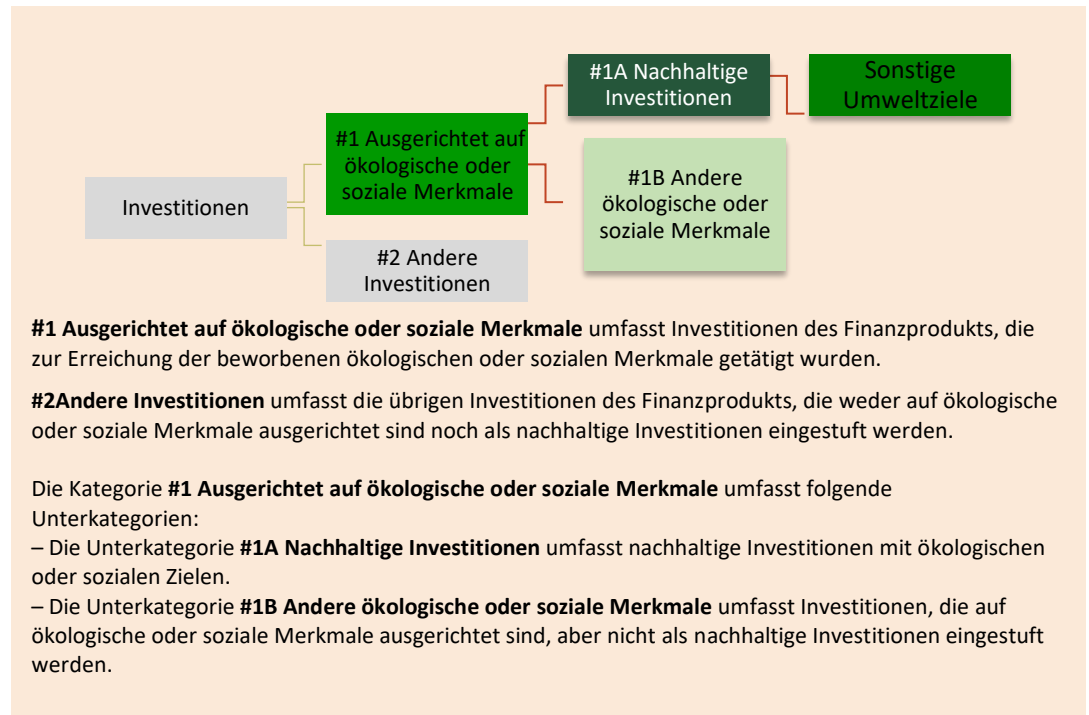 #1A Nachhaltige
Investitionen
Sonstige
Umweltziele
#1 Ausgerichtet auf
ökologische oder
soziale Merkmale
#1B Andere
ökologische oder
soziale Merkmale
Investitionen
#2 Andere
Investitionen
#1 Ausgerichtet auf ökologische oder soziale Merkmale umfasst Investitionen des Finanzprodukts, die
zur Erreichung der beworbenen ökologischen oder sozialen Merkmale getätigt wurden.
#2Andere Investitionen umfasst die übrigen Investitionen des Finanzprodukts, die weder auf ökologische
oder soziale Merkmale ausgerichtet sind noch als nachhaltige Investitionen eingestuft werden.
Die Kategorie #1 Ausgerichtet auf ökologische oder soziale Merkmale umfasst folgende
Unterkategorien:
– Die Unterkategorie #1A Nachhaltige Investitionen umfasst nachhaltige Investitionen mit ökologischen
oder sozialen Zielen.
– Die Unterkategorie #1B Andere ökologische oder soziale Merkmale umfasst Investitionen, die auf
ökologische oder soziale Merkmale ausgerichtet sind, aber nicht als nachhaltige Investitionen eingestuft
werden.